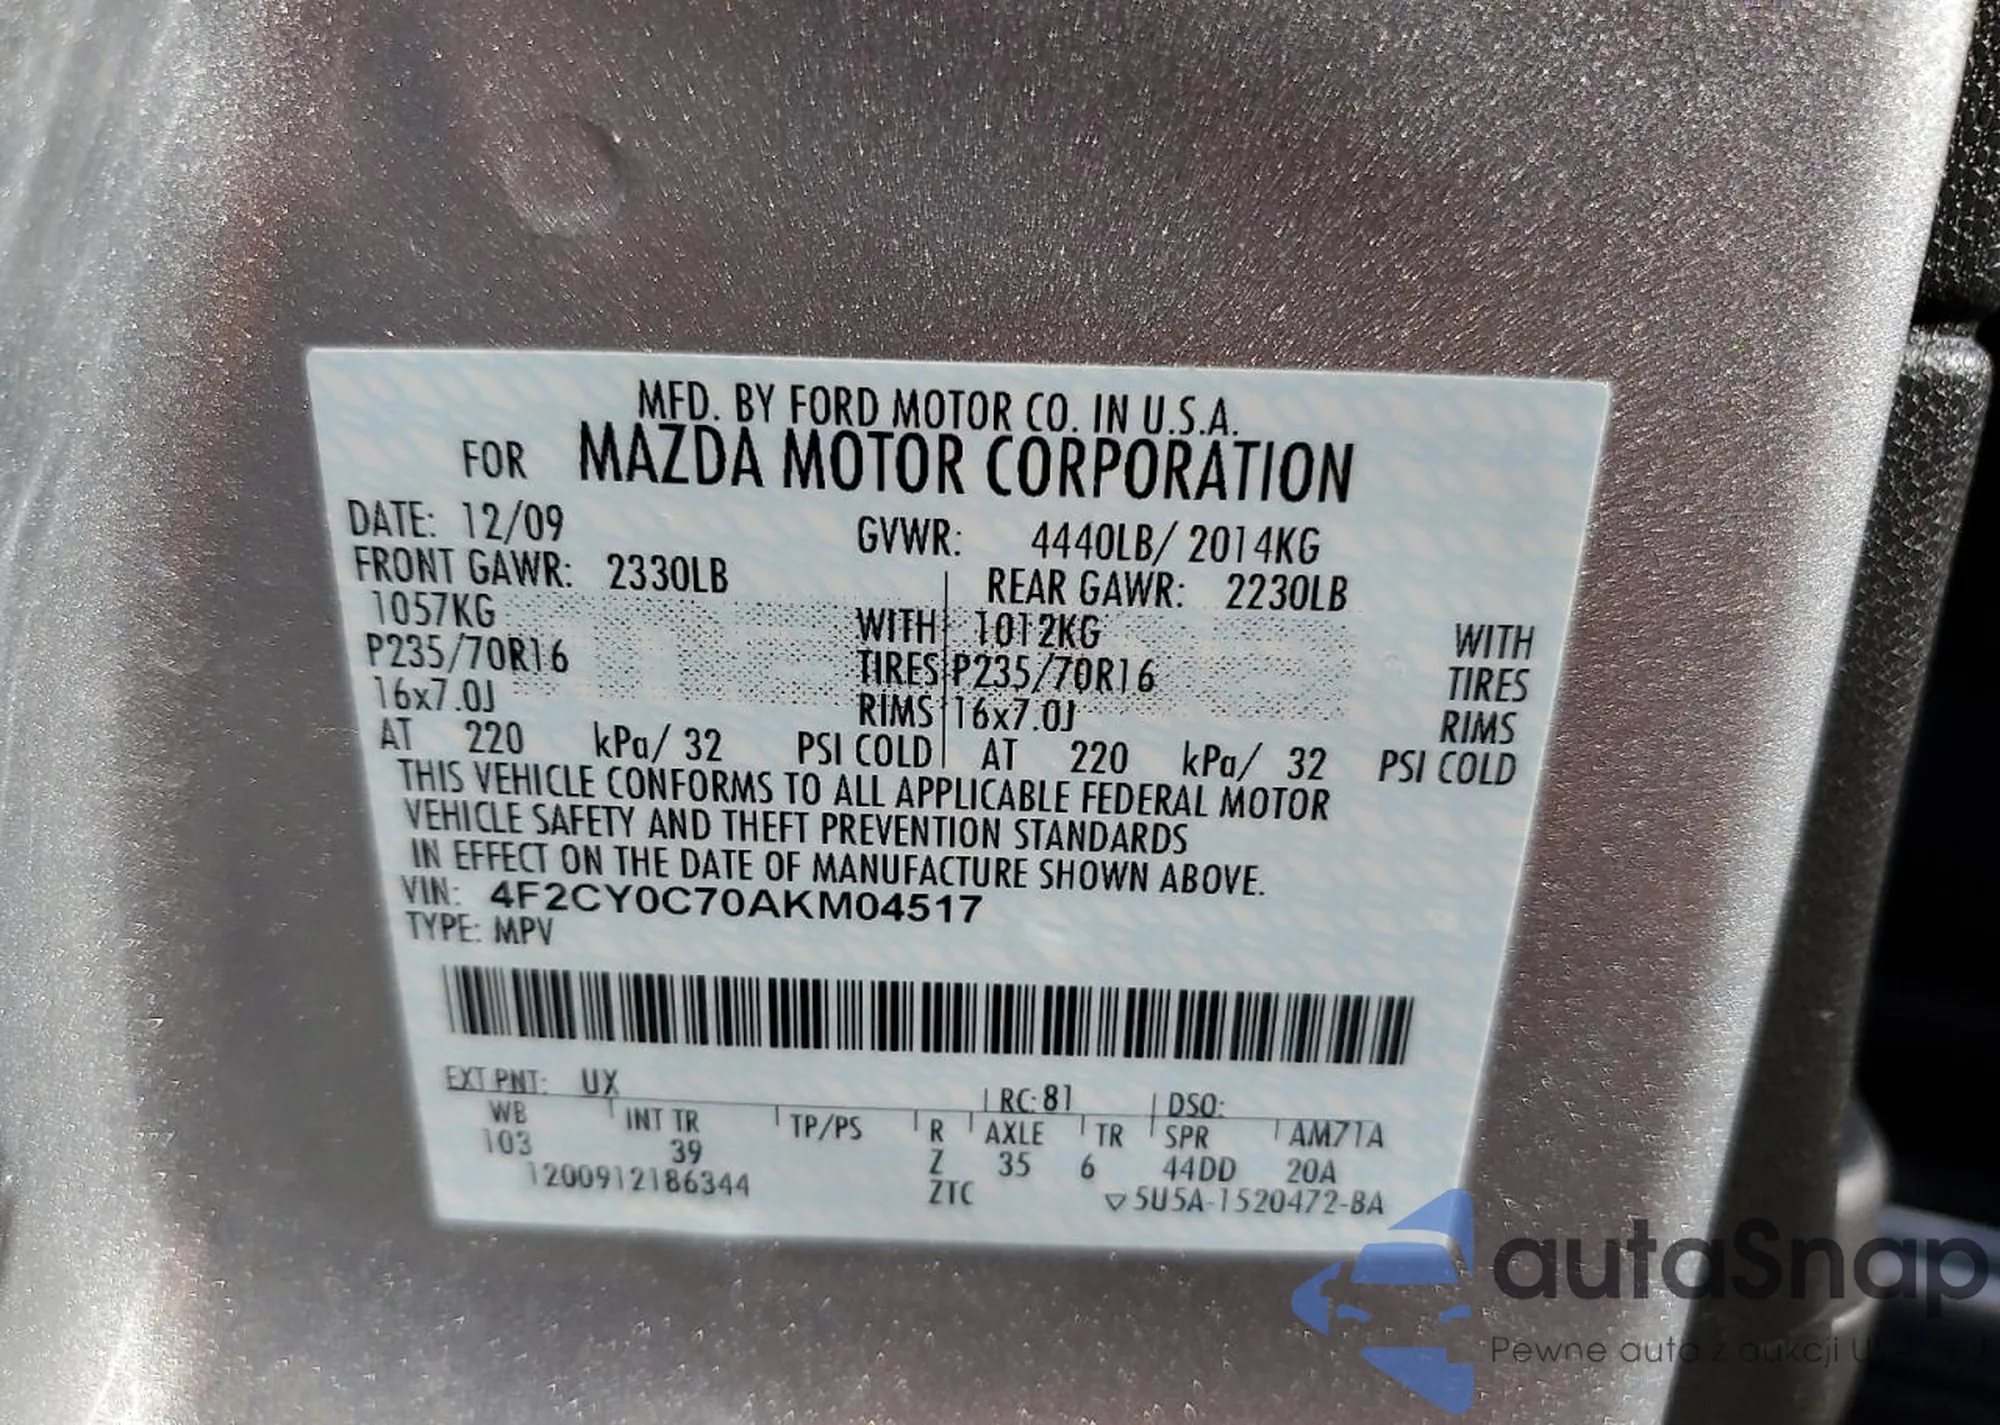 MFD. BY FORD MOTOR CO. IN U.S.A.
FOR MAZDA MOTOR CORPORATION
DATE: 12/09 GVWR: 4440LB/ 2014KG
FRONT GAWR: 2330LB REAR GAWR: 2230LB
1057KG WITH 1012KG WITH
P235/70R16 TIRES P235/70R16 TIRES
16x7.0J RIMS 16x7.0J RIMS
AT 220 kPa/ 32 PSI COLD AT 220 kPa/ 32 PSI COLD
THIS VEHICLE CONFORMS TO ALL APPLICABLE FEDERAL MOTOR
VEHICLE SAFETY AND THEFT PREVENTION STANDARDS
IN EFFECT ON THE DATE OF MANUFACTURE SHOWN ABOVE.
VIN: 4F2CY0C70AKM04517
TYPE: MPV
EXT PNT: UX RC: 81 DSO:
WB INT TR TP/PS R AXLE TR SPR AM71A
103 39 Z 35 6 44DD 20A
1200912186344 ZTC ▽5U5A-1520472-BA
autaSnap
Pewne auta z aukcji